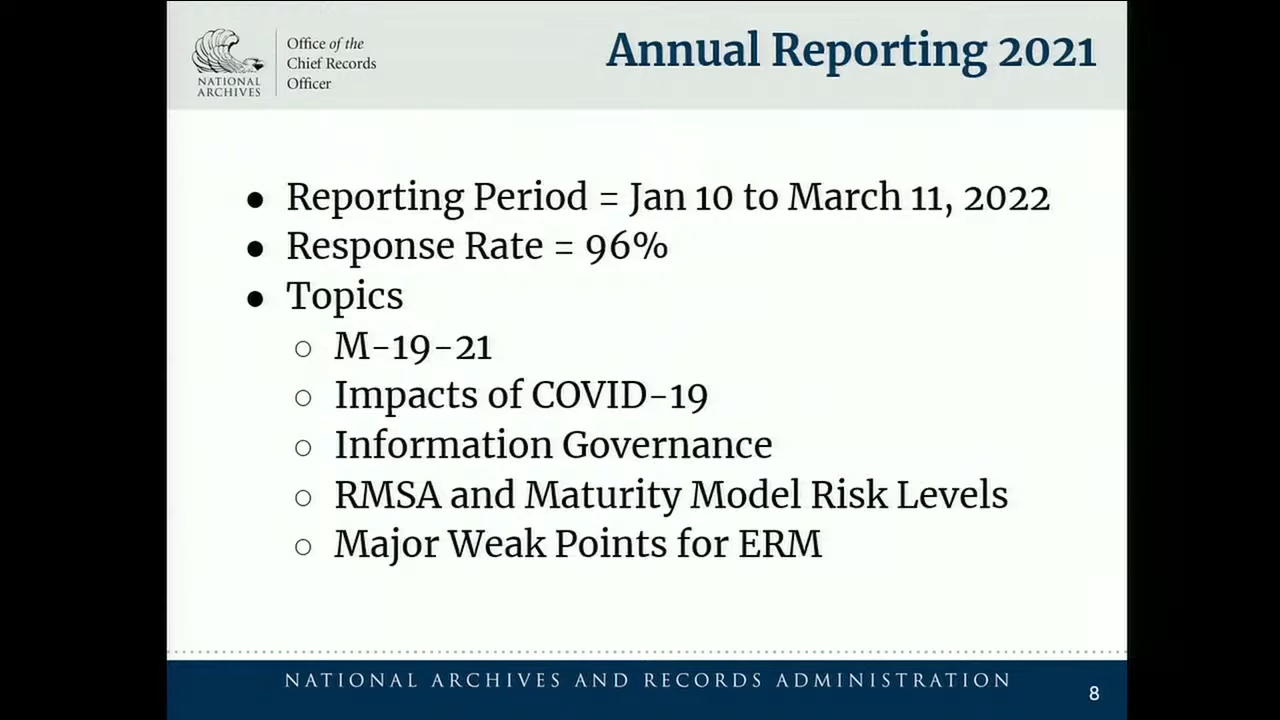 NATIONAL
ARCHIVES
Office of the
Chief Records
Officer
Annual Reporting 2021
● Reporting Period = Jan 10 to March 11, 2022
● Response Rate = 96%
● Topics
○ M-19-21
○ Impacts of COVID-19
○ Information Governance
○ RMSA and Maturity Model Risk Levels
○ Major Weak Points for ERM
NATIONAL ARCHIVES AND RECORDS ADMINISTRATION
8